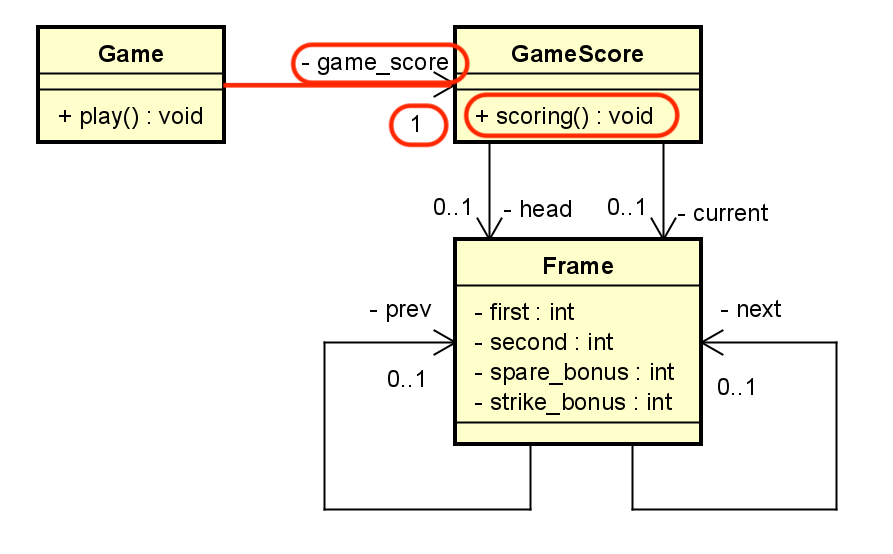 Game
+ play() : void
- game_score
1
GameScore
+ scoring() : void
0..1
- head
0..1
- current
Frame
- first : int
- second : int
- spare_bonus : int
- strike_bonus : int
- prev
0..1
- next
0..1